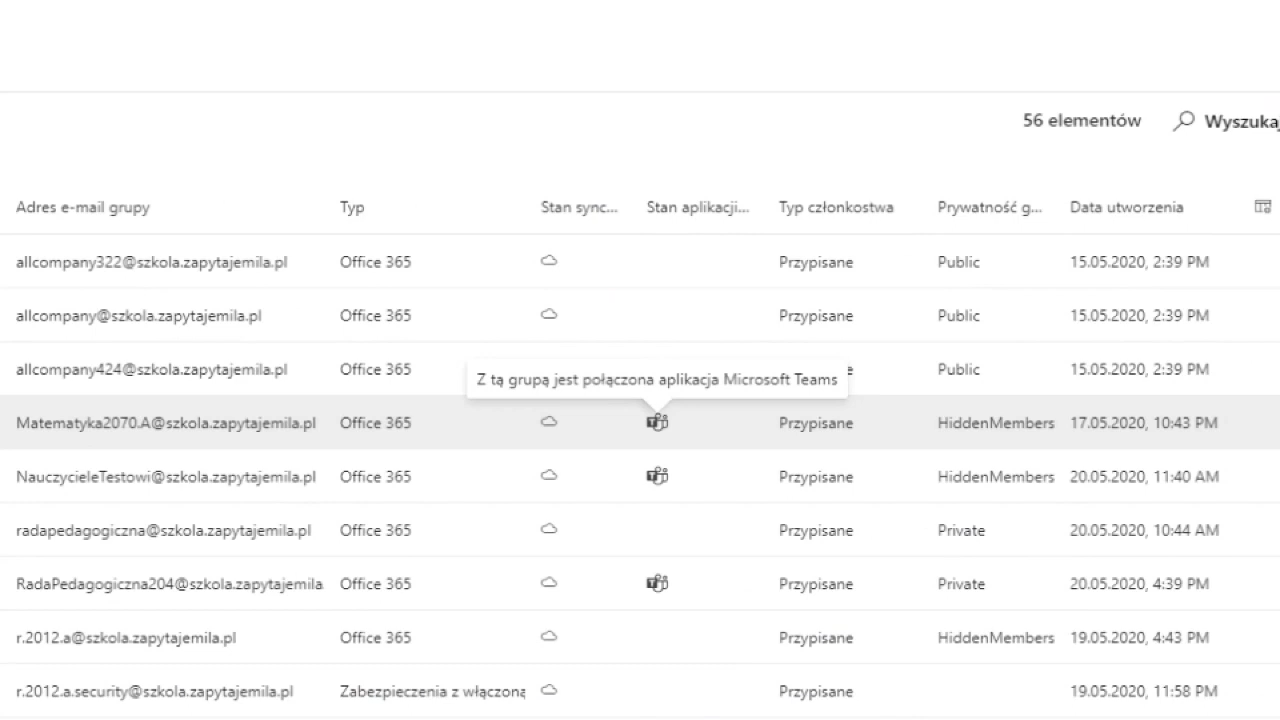 56 elementów Wyszukaj
Adres e-mail grupy Typ Stan sync... Stan aplikacji... Typ członkostwa Prywatność g... Data utworzenia
allcompany322@szkola.zapytajemila.pl Office 365 Przypisane Public 15.05.2020, 2:39 PM
allcompany@szkola.zapytajemila.pl Office 365 Przypisane Public 15.05.2020, 2:39 PM
allcompany424@szkola.zapytajemila.pl Office 365 Public 15.05.2020, 2:39 PM
Z tą grupą jest połączona aplikacja Microsoft Teams
Matematyka2070.A@szkola.zapytajemila.pl Office 365 Przypisane HiddenMembers 17.05.2020, 10:43 PM
NauczycieleTestowi@szkola.zapytajemila.pl Office 365 Przypisane HiddenMembers 20.05.2020, 11:40 AM
radapedagogiczna@szkola.zapytajemila.pl Office 365 Przypisane Private 20.05.2020, 10:44 AM
RadaPedagogiczna204@szkola.zapytajemila Office 365 Przypisane Private 20.05.2020, 4:39 PM
r.2012.a@szkola.zapytajemila.pl Office 365 Przypisane HiddenMembers 19.05.2020, 4:43 PM
r.2012.a.security@szkola.zapytajemila.pl Zabezpieczenia z włączoną Przypisane 19.05.2020, 11:58 PM